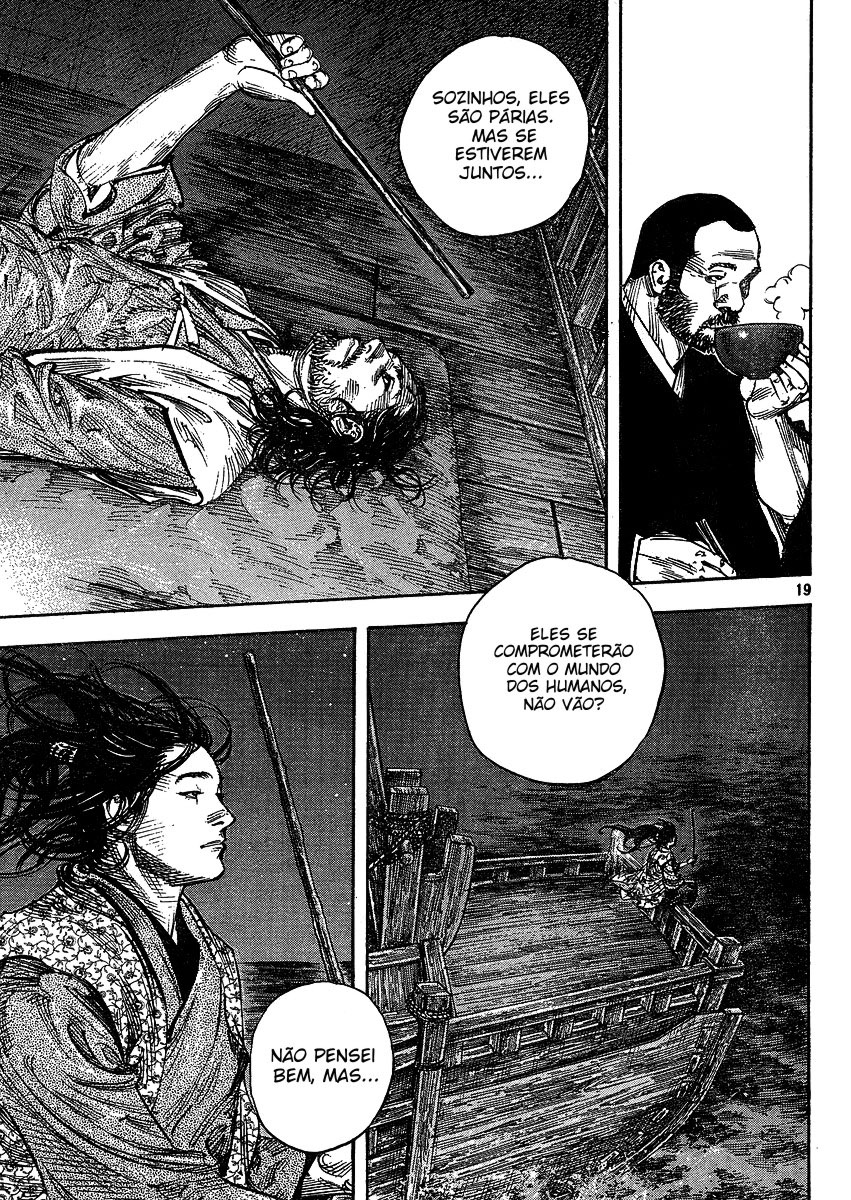 SOZINHOS, ELES
SÃO PÁRIAS.
MAS SE
ESTIVEREM
JUNTOS...
19
ELES SE
COMPROMETERÃO
COM O MUNDO
DOS HUMANOS,
NÃO VÃO?
NÃO PENSEI
BEM, MAS...